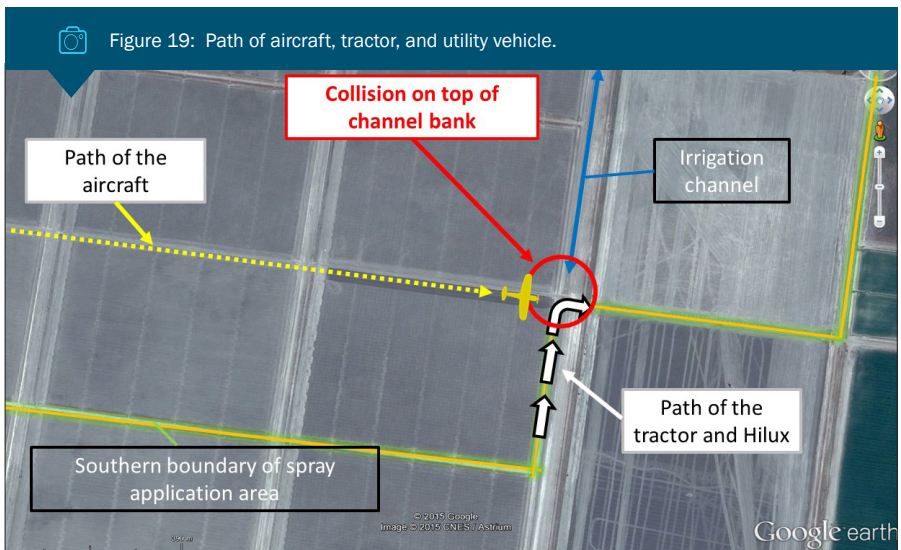 Figure 19:  Path of aircraft, tractor, and utility vehicle.
Collision on top of
channel bank
Path of the
aircraft
Irrigation
channel
Path of the
tractor and Hilux
Southern boundary of spray
application area
© 2015 Google
Image © 2015 CNES / Astrium
Google earth